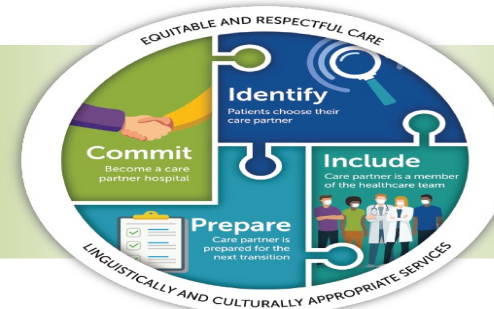 EQUITABLE AND RESPECTFUL CARE
Identify
Patients choose their
care partner
Commit
Become a care
partner hospital
Include
Care partner is a member
of the healthcare team
Prepare
Care partner is
prepared for the
next transition
LINGUISTICALLY AND CULTURALLY APPROPRIATE SERVICES